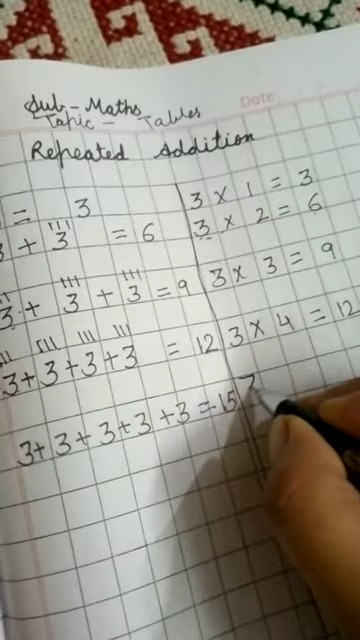 Date
Sub - Maths
Topic - Tables
Repeated Addition
= 3 3 × 1 = 3
3 + 3 = 6 3 × 2 = 6
3 + 3 + 3 = 9 3 × 3 = 9
3+3+3+3 = 12 3 × 4 = 12
3+3+3+3+3=15 3